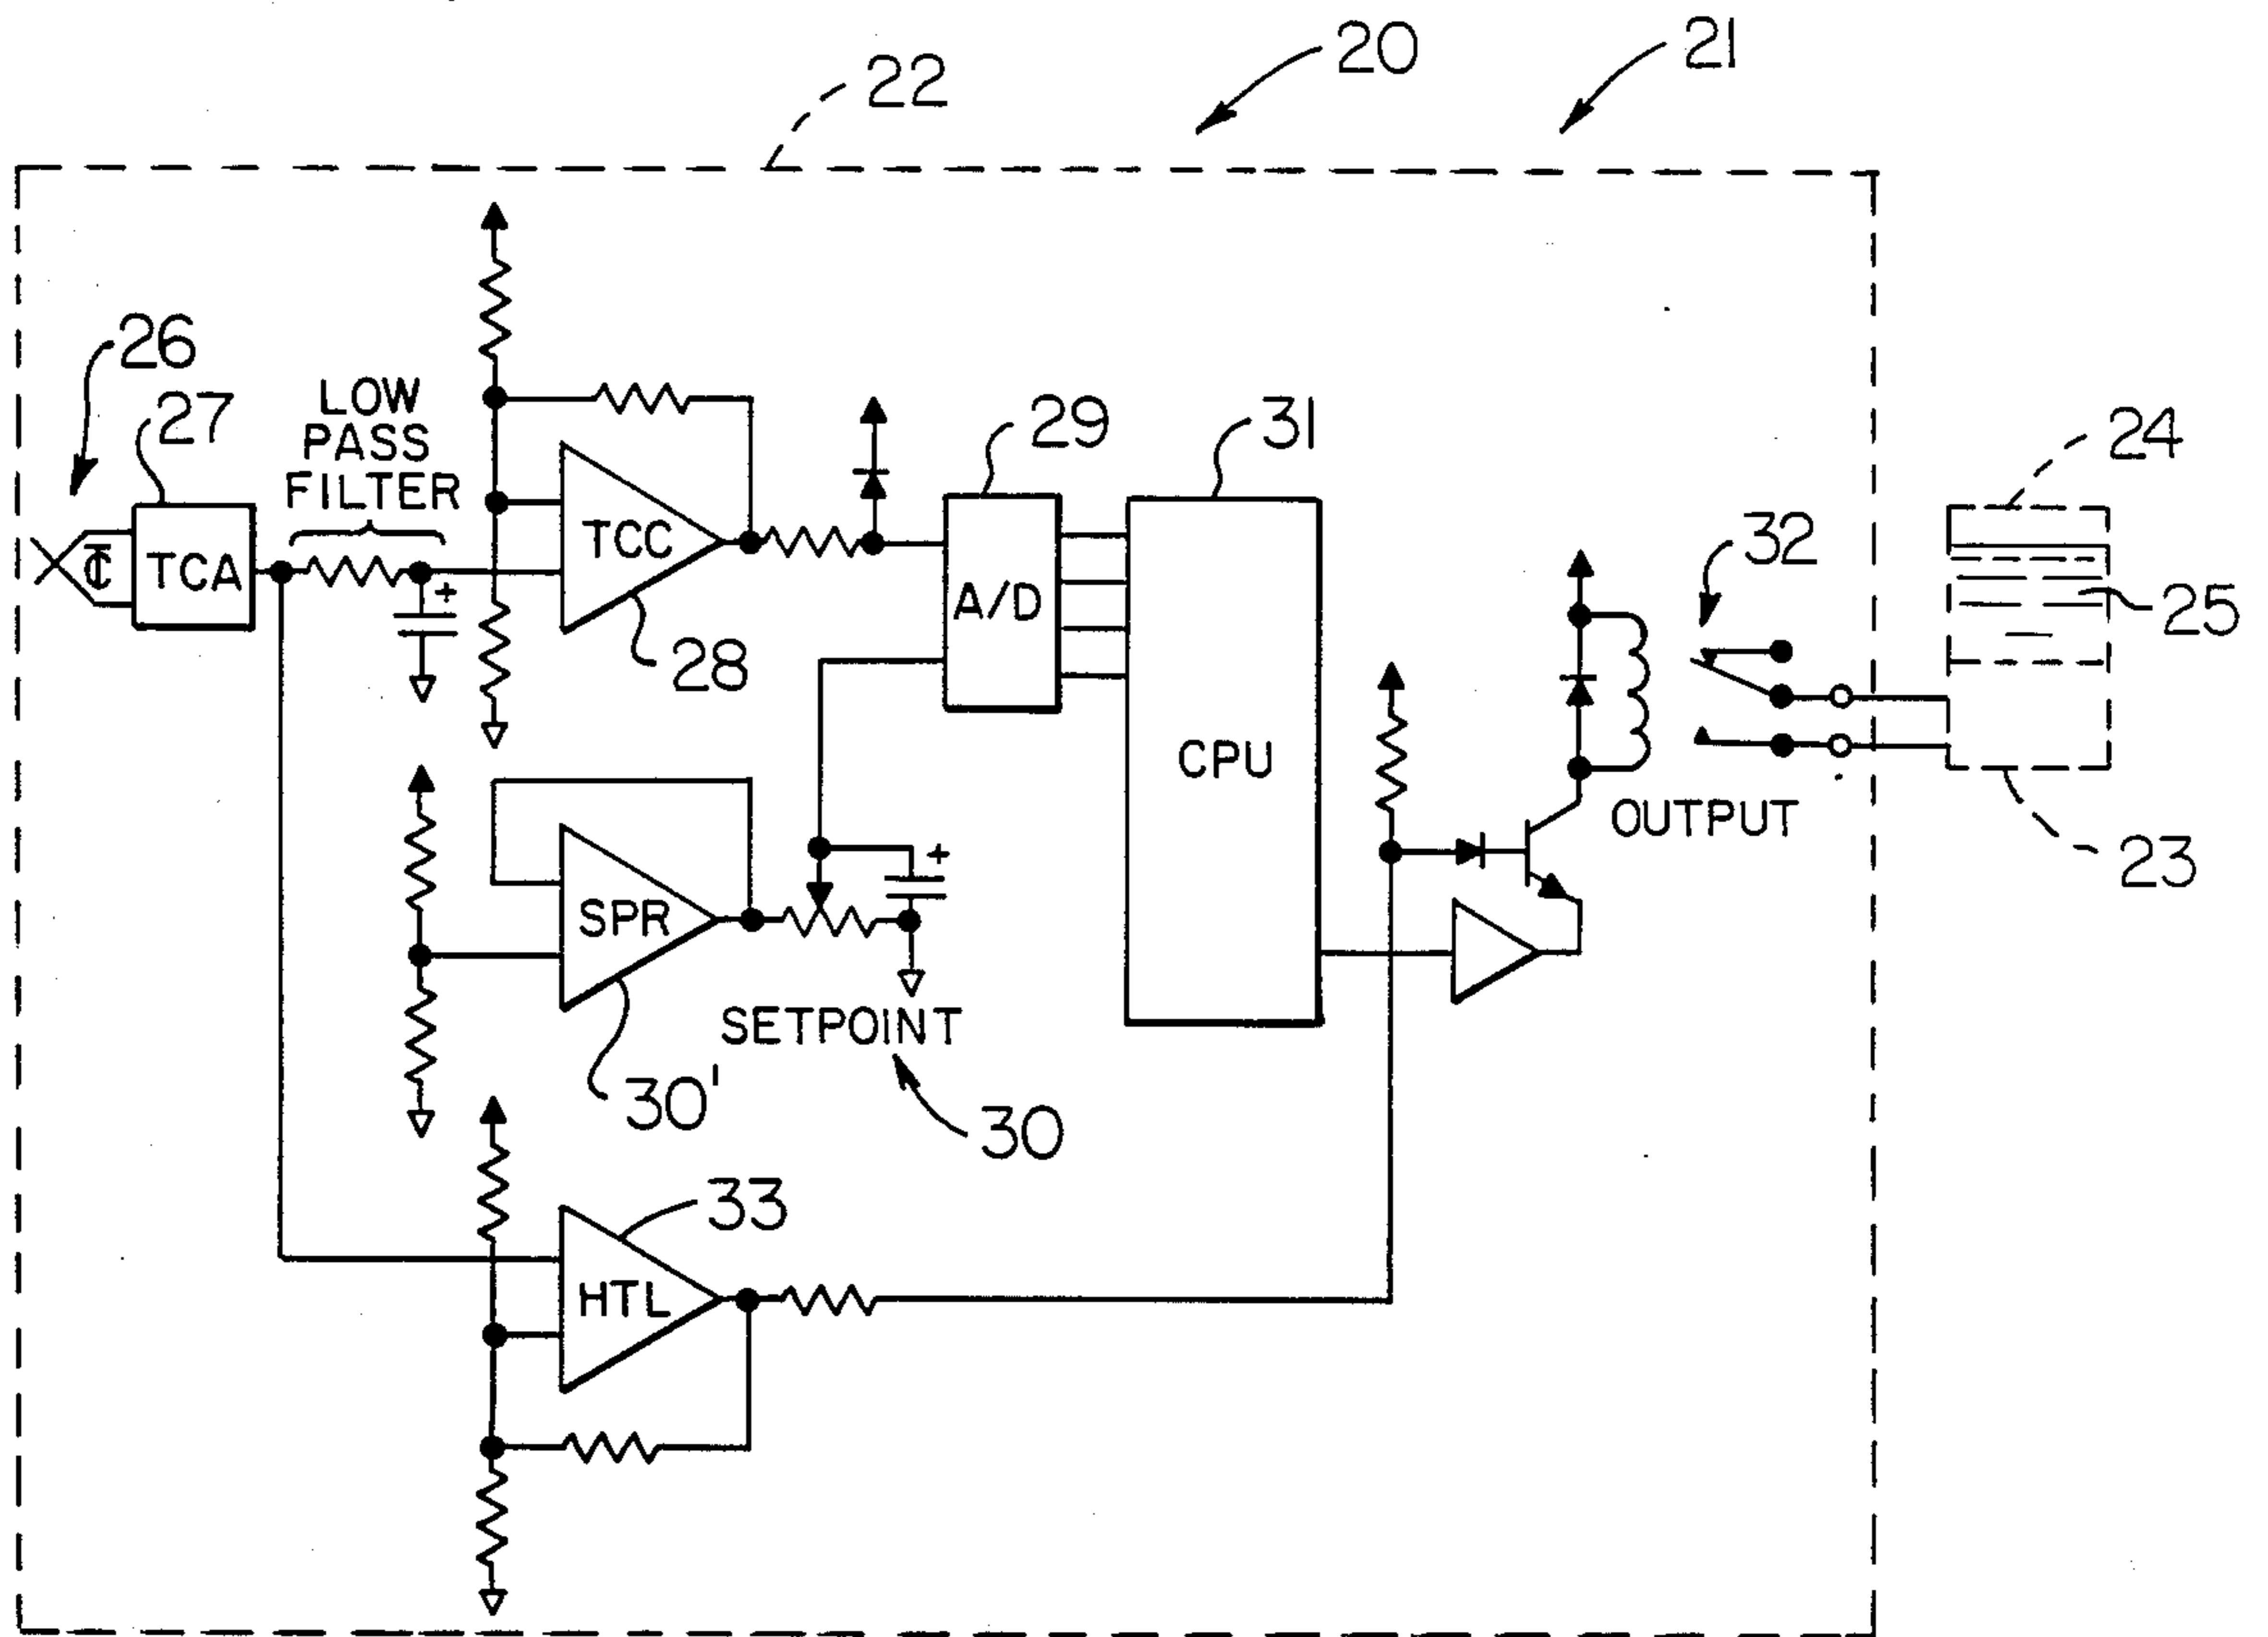 20
21
22
26
27
LOW
PASS
FILTER
29
31
24
32
TC
TCA
+
TCC
A/D
25
28
CPU
OUTPUT
23
SPR
+
SETPOINT
30'
30
33
HTL